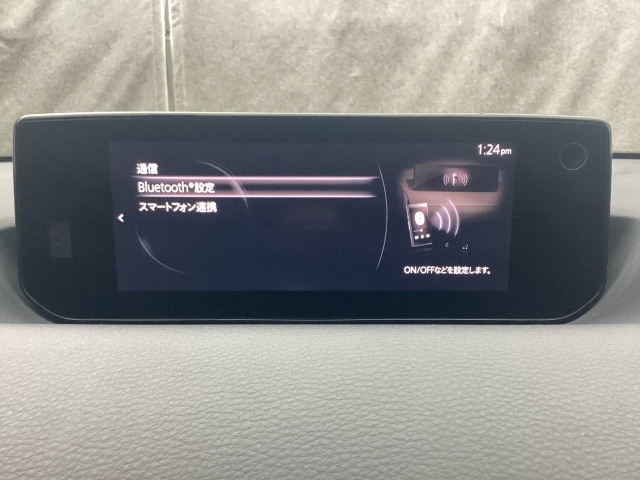 1:24pm
通信
Bluetooth®設定
スマートフォン連携
ON/OFFなどを設定します。